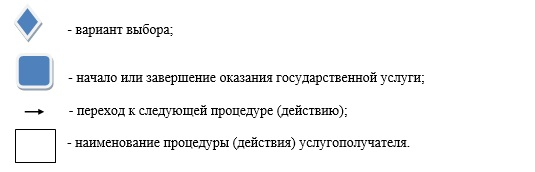 - вариант выбора;
- начало или завершение оказания государственной услуги;
- переход к следующей процедуре (действию);
- наименование процедуры (действия) услугополучателя.